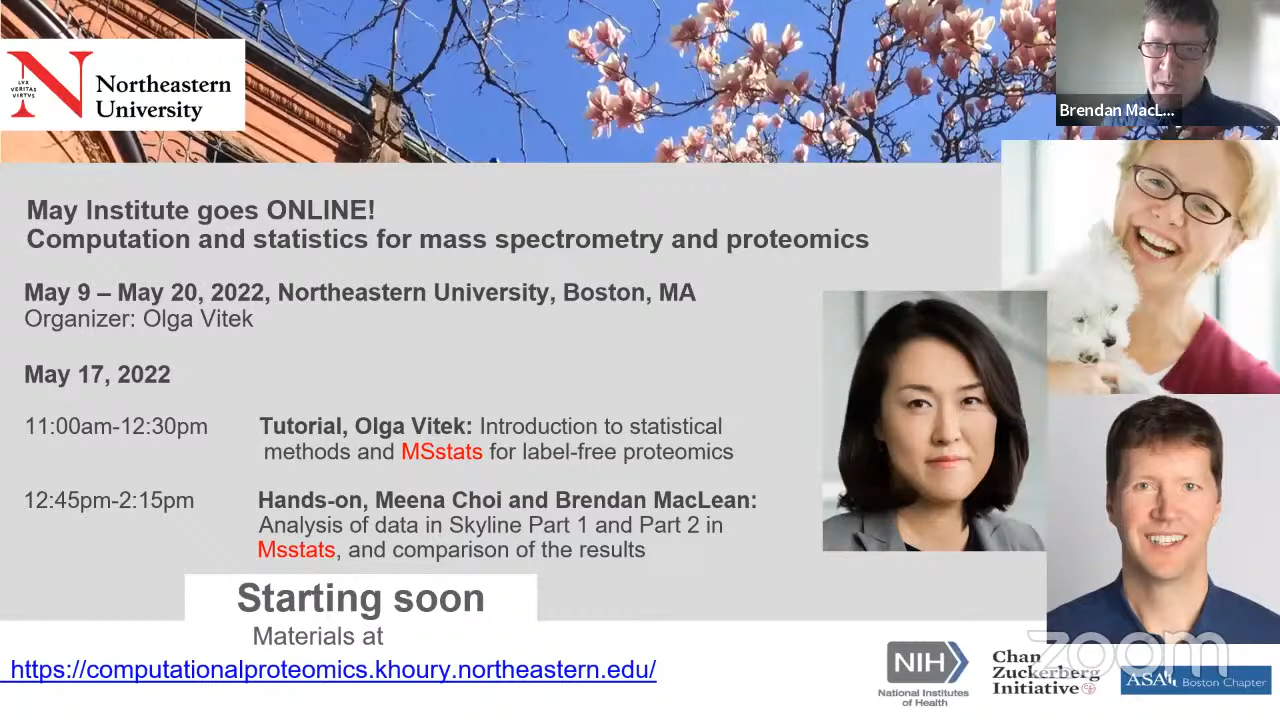 LVX
VERITAS
VIRTVS
Northeastern
University
Brendan MacL...
May Institute goes ONLINE!
Computation and statistics for mass spectrometry and proteomics
May 9 – May 20, 2022, Northeastern University, Boston, MA
Organizer: Olga Vitek
May 17, 2022
11:00am-12:30pm Tutorial, Olga Vitek: Introduction to statistical
methods and MSstats for label-free proteomics
12:45pm-2:15pm Hands-on, Meena Choi and Brendan MacLean:
Analysis of data in Skyline Part 1 and Part 2 in
Msstats, and comparison of the results
Starting soon
Materials at
https://computationalproteomics.khoury.northeastern.edu/
NIH
National Institutes
of Health
Chan
Zuckerberg
Initiative
zoom
ASA Boston Chapter